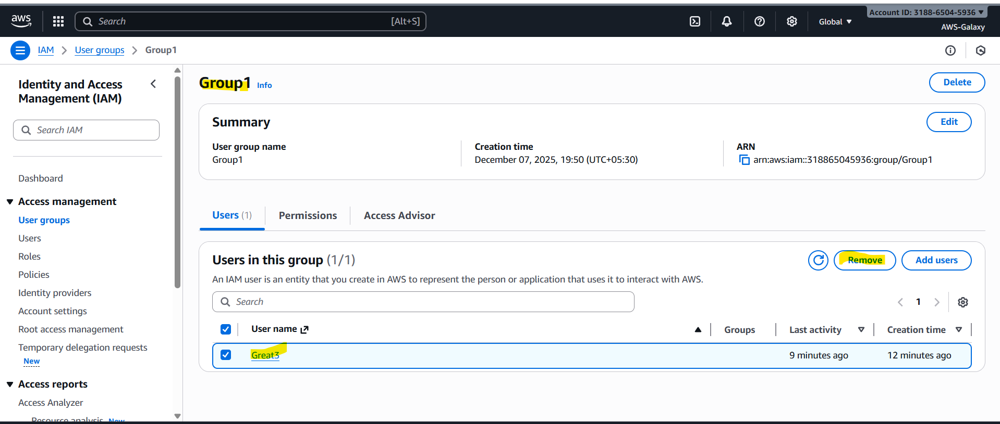 aws
Search [Alt+S]
Global
Account ID: 3188-6504-5936
AWS-Galaxy
IAM > User groups > Group1
Identity and Access
Management (IAM)
Search IAM
Dashboard
Access management
User groups
Users
Roles
Policies
Identity providers
Account settings
Root access management
Temporary delegation requests
New
Access reports
Access Analyzer
Resource analysis New
Group1 Info
Delete
Summary
Edit
User group name
Group1
Creation time
December 07, 2025, 19:50 (UTC+05:30)
ARN
arn:aws:iam::318865045936:group/Group1
Users (1)
Permissions
Access Advisor
Users in this group (1/1)
Remove
Add users
An IAM user is an entity that you create in AWS to represent the person or application that uses it to interact with AWS.
Search
1
User name Groups Last activity Creation time
Great3 9 minutes ago 12 minutes ago